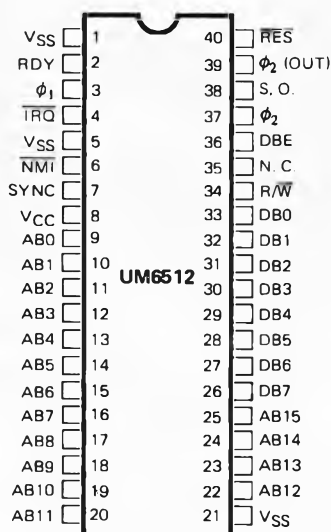 VSS 1 40 R̅E̅S̅
RDY 2 39 ϕ2 (OUT)
ϕ1 3 38 S. O.
I̅R̅Q̅ 4 37 ϕ2
VSS 5 36 DBE
N̅M̅I̅ 6 35 N. C.
SYNC 7 34 R/W̅
VCC 8 33 DB0
AB0 9 32 DB1
AB1 10 31 DB2
UM6512
AB2 11 30 DB3
AB3 12 29 DB4
AB4 13 28 DB5
AB5 14 27 DB6
AB6 15 26 DB7
AB7 16 25 AB15
AB8 17 24 AB14
AB9 18 23 AB13
AB10 19 22 AB12
AB11 20 21 VSS